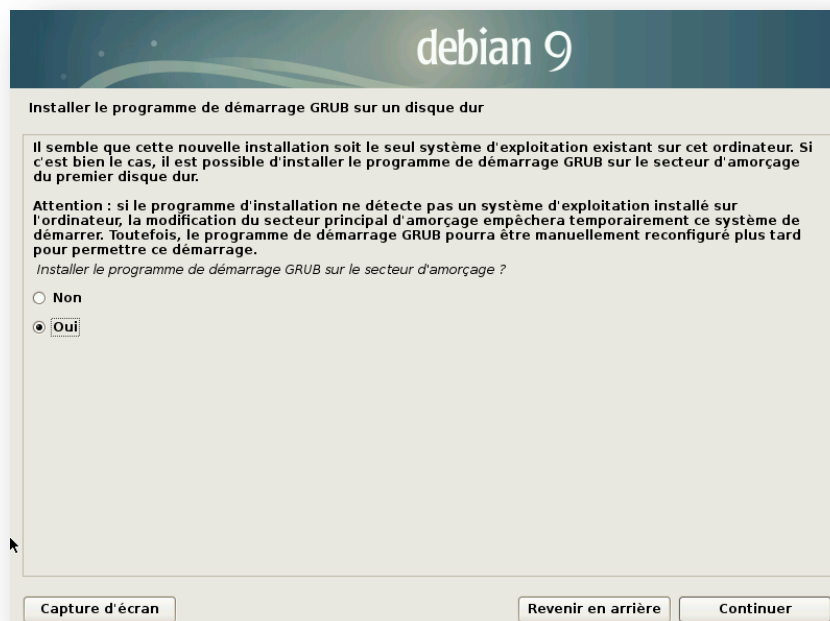 debian 9
Installer le programme de démarrage GRUB sur un disque dur
Il semble que cette nouvelle installation soit le seul système d'exploitation existant sur cet ordinateur. Si
c'est bien le cas, il est possible d'installer le programme de démarrage GRUB sur le secteur d'amorçage
du premier disque dur.
Attention : si le programme d'installation ne détecte pas un système d'exploitation installé sur
l'ordinateur, la modification du secteur principal d'amorçage empêchera temporairement ce système de
démarrer. Toutefois, le programme de démarrage GRUB pourra être manuellement reconfiguré plus tard
pour permettre ce démarrage.
Installer le programme de démarrage GRUB sur le secteur d'amorçage ?
Non
Oui
Capture d'écran
Revenir en arrière
Continuer